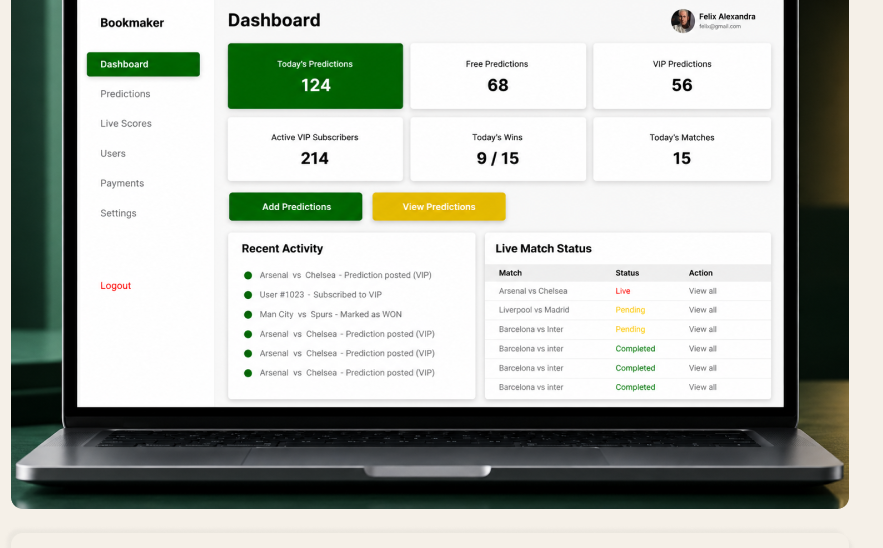 Bookmaker
Dashboard
Felix Alexandra
felix@gmail.com
Dashboard
Predictions
Live Scores
Users
Payments
Settings
Logout
Today's Predictions
124
Free Predictions
68
VIP Predictions
56
Active VIP Subscribers
214
Today's Wins
9 / 15
Today's Matches
15
Add Predictions
View Predictions
Recent Activity
Arsenal vs Chelsea - Prediction posted (VIP)
User #1023 - Subscribed to VIP
Man City vs Spurs - Marked as WON
Arsenal vs Chelsea - Prediction posted (VIP)
Arsenal vs Chelsea - Prediction posted (VIP)
Arsenal vs Chelsea - Prediction posted (VIP)
Live Match Status
Match Status Action
Arsenal vs Chelsea Live View all
Liverpool vs Madrid Pending View all
Barcelona vs Inter Pending View all
Barcelona vs inter Completed View all
Barcelona vs inter Completed View all
Barcelona vs inter Completed View all